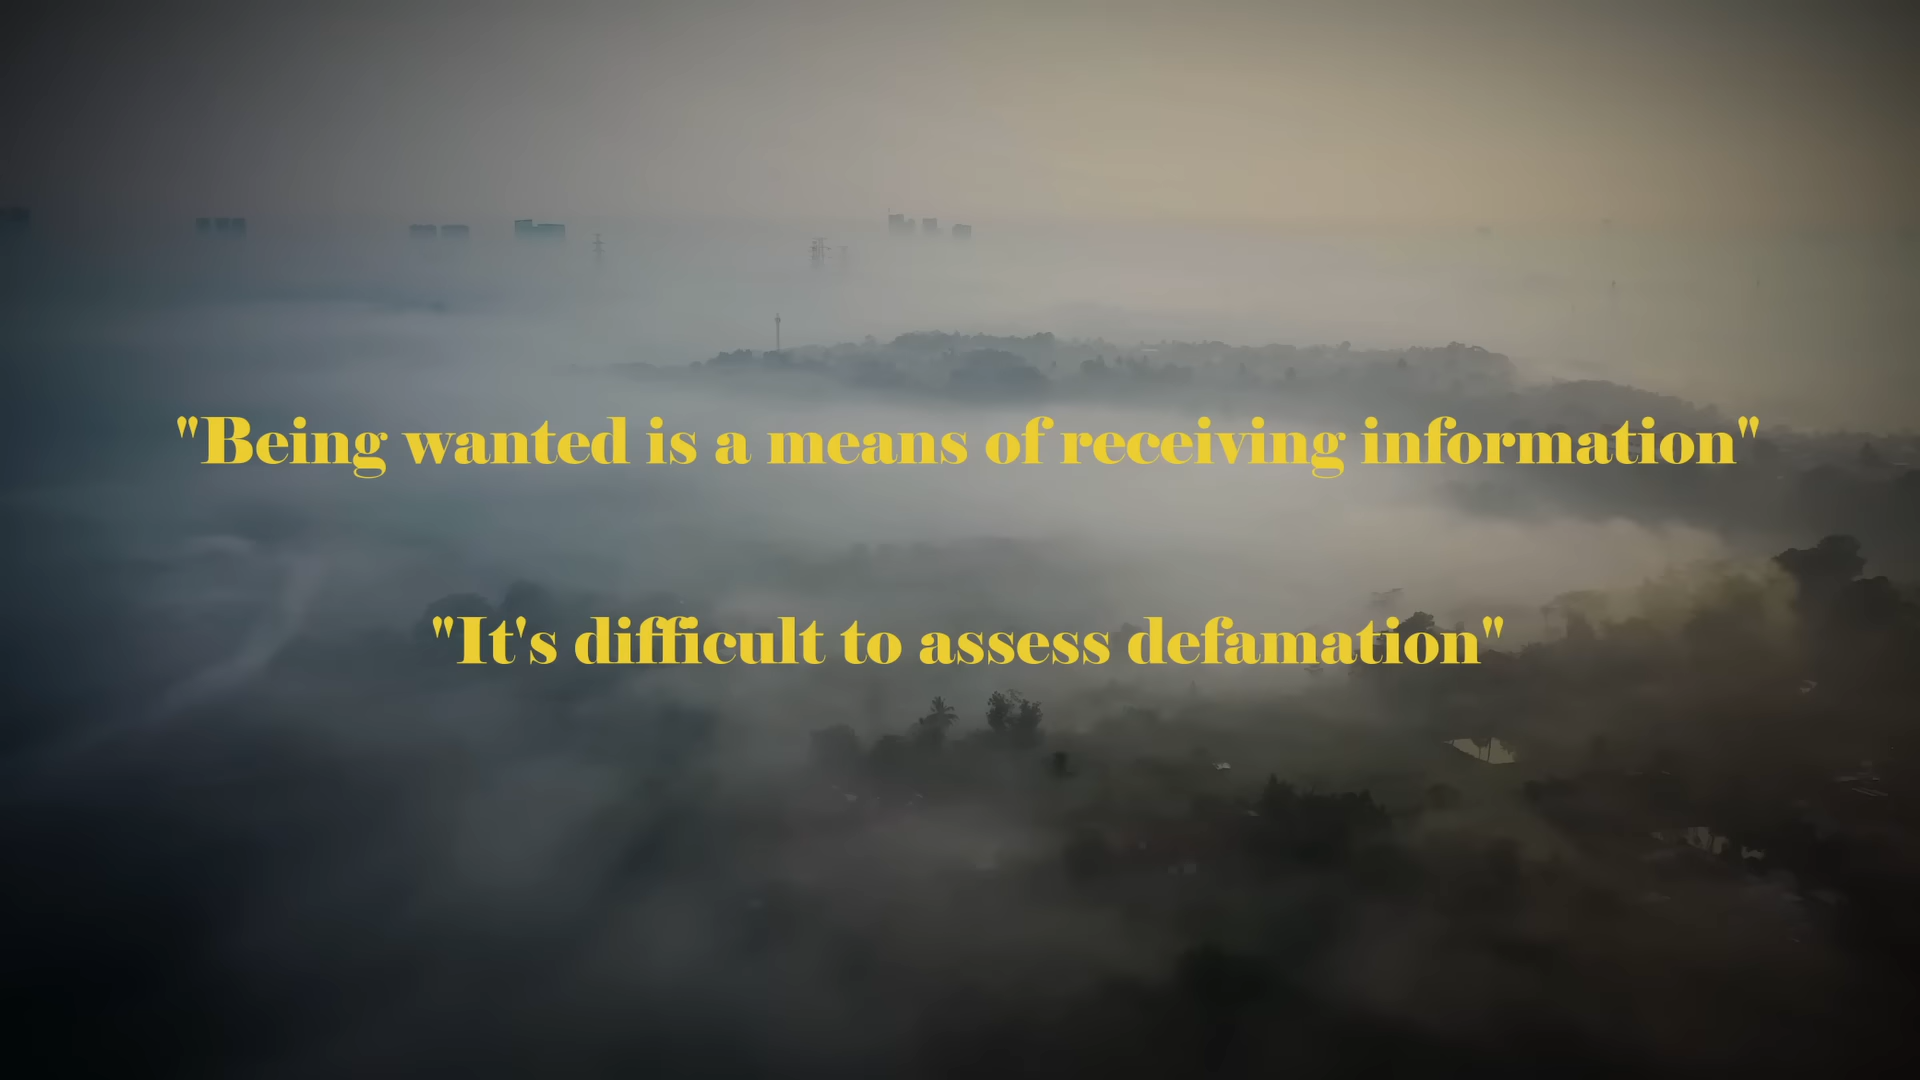 "Being wanted is a means of receiving information"
"It's difficult to assess defamation"